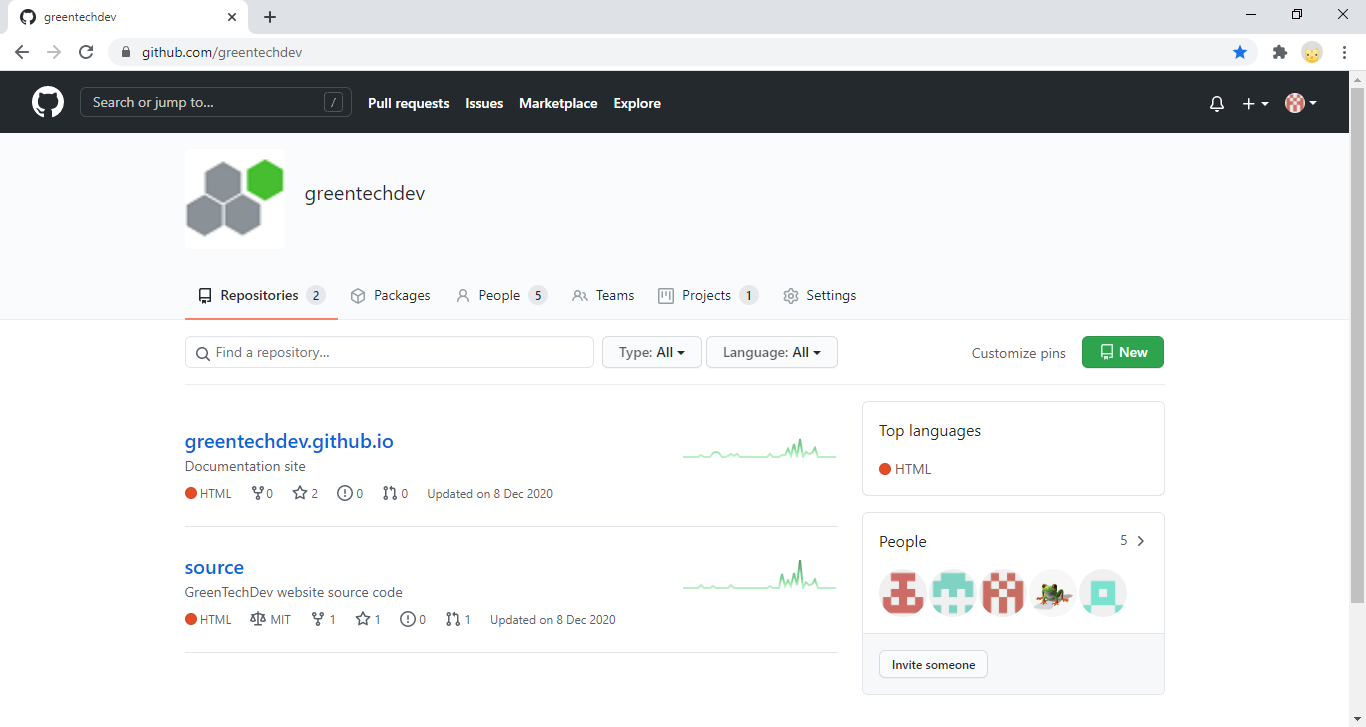 greentechdev
github.com/greentechdev
Search or jump to... / Pull requests Issues Marketplace Explore
greentechdev
Repositories 2 Packages People 5 Teams Projects 1 Settings
Find a repository... Type: All Language: All Customize pins New
greentechdev.github.io
Documentation site
HTML 0 2 0 0 Updated on 8 Dec 2020
source
GreenTechDev website source code
HTML MIT 1 1 0 1 Updated on 8 Dec 2020
Top languages
HTML
People 5
Invite someone